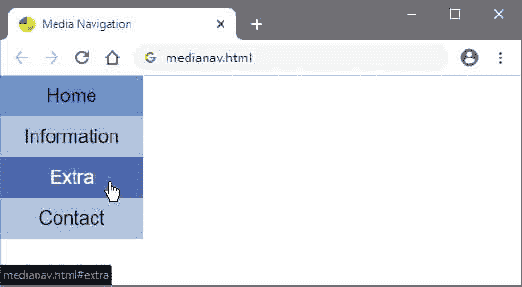 Media Navigation
medianav.html
Home
Information
Extra
Contact
medianav.html#extra